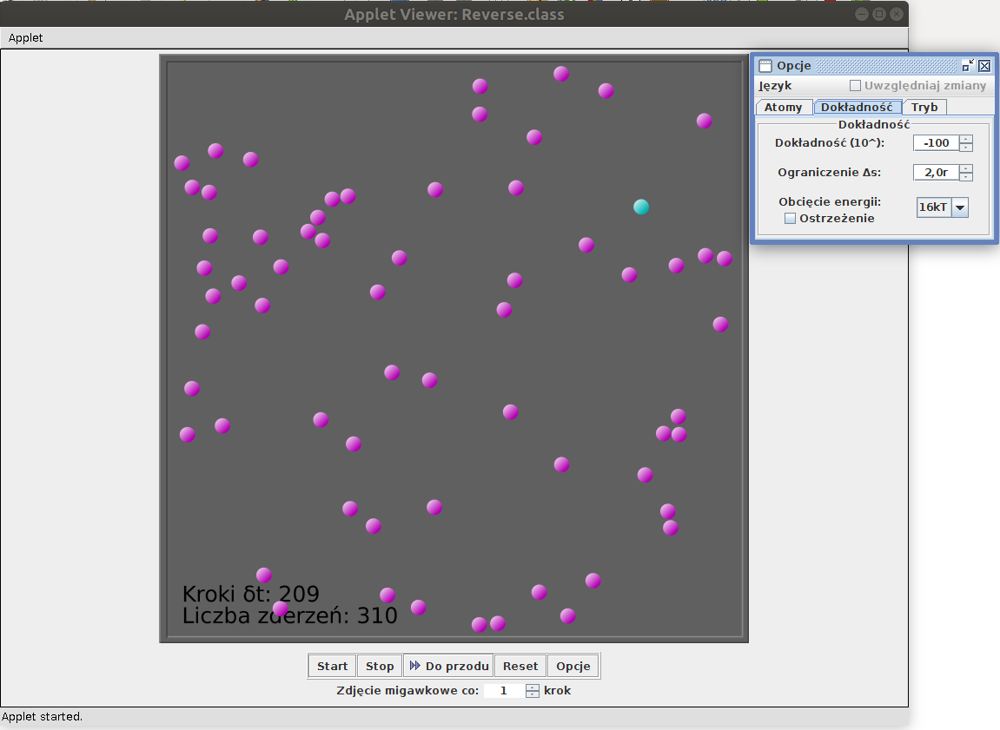 Applet Viewer: Reverse.class
Applet
Opcje
Język
Uwzględniaj zmiany
Atomy
Dokładność
Tryb
Dokładność
Dokładność (10^):
-100
Ograniczenie Δs:
2,0r
Obcięcie energii:
16kT
Ostrzeżenie
Kroki δt: 209
Liczba zderzeń: 310
Start
Stop
Do przodu
Reset
Opcje
Zdjęcie migawkowe co:
1
krok
Applet started.